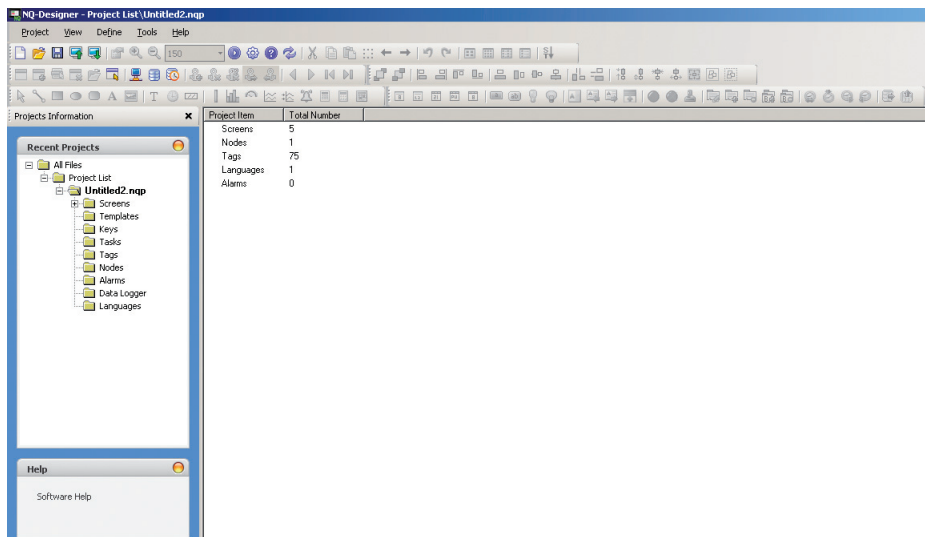 NQ-Designer - Project List\Untitled2.nqp
Project View Define Tools Help
150
Projects Information
Recent Projects
All Files
Project List
Untitled2.nqp
Screens
Templates
Keys
Tasks
Tags
Nodes
Alarms
Data Logger
Languages
Help
Software Help
Project Item Total Number
Screens 5
Nodes 1
Tags 75
Languages 1
Alarms 0